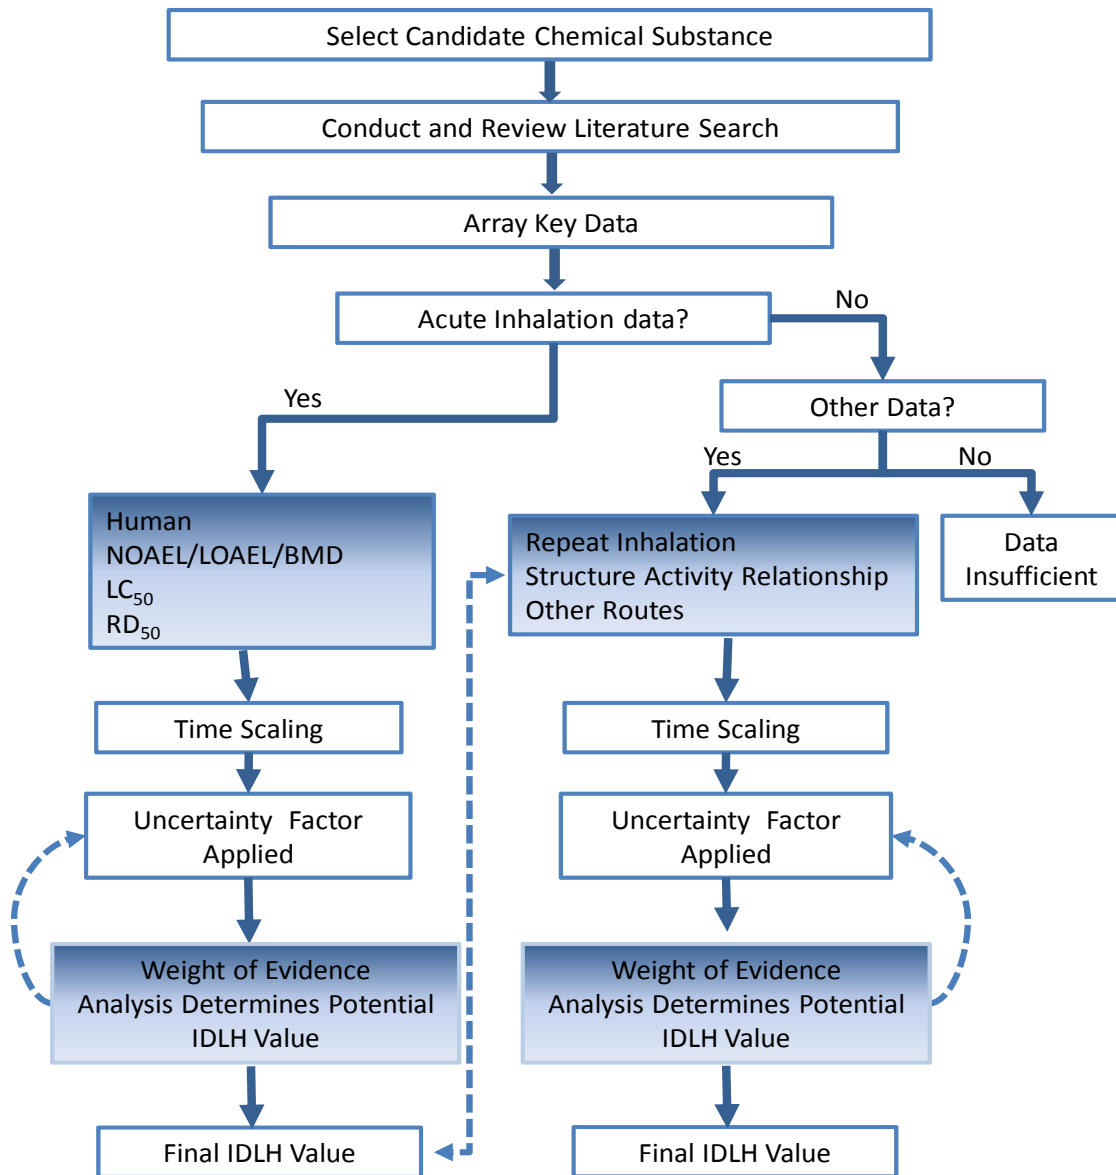 Select Candidate Chemical Substance
Conduct and Review Literature Search
Array Key Data
Acute Inhalation data?
No
Yes
Other Data?
Yes
No
Human
NOAEL/LOAEL/BMD
LC50
RD50
Repeat Inhalation
Structure Activity Relationship
Other Routes
Data
Insufficient
Time Scaling
Time Scaling
Uncertainty Factor
Applied
Uncertainty Factor
Applied
Weight of Evidence
Analysis Determines Potential
IDLH Value
Weight of Evidence
Analysis Determines Potential
IDLH Value
Final IDLH Value
Final IDLH Value